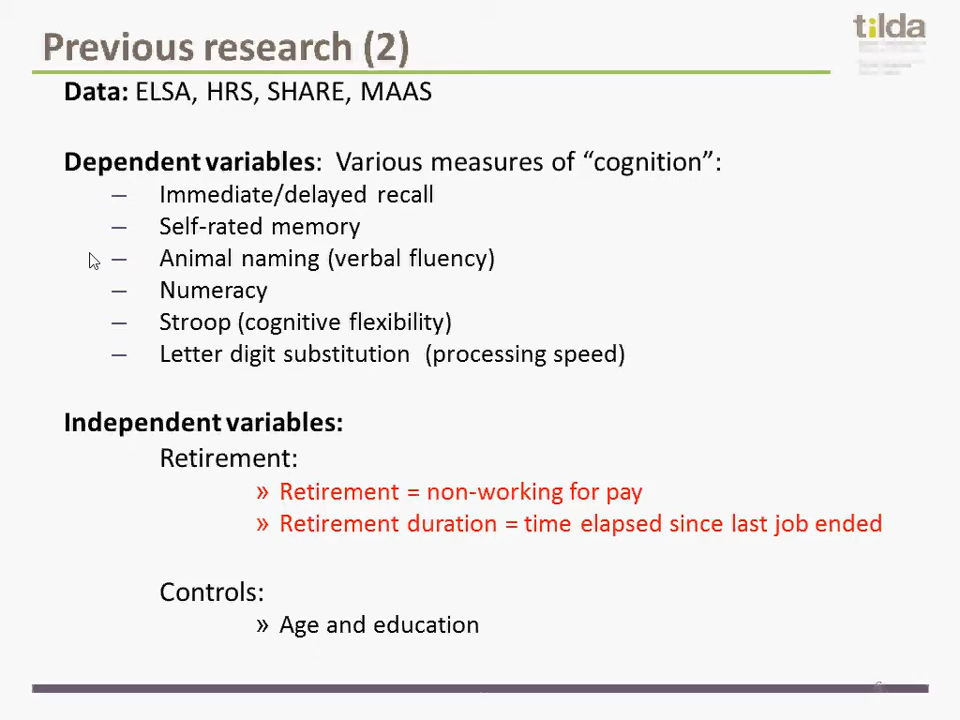 Previous research (2)
tilda
Data: ELSA, HRS, SHARE, MAAS
Dependent variables: Various measures of “cognition”:
– Immediate/delayed recall
– Self-rated memory
– Animal naming (verbal fluency)
– Numeracy
– Stroop (cognitive flexibility)
– Letter digit substitution (processing speed)
Independent variables:
Retirement:
» Retirement = non-working for pay
» Retirement duration = time elapsed since last job ended
Controls:
» Age and education